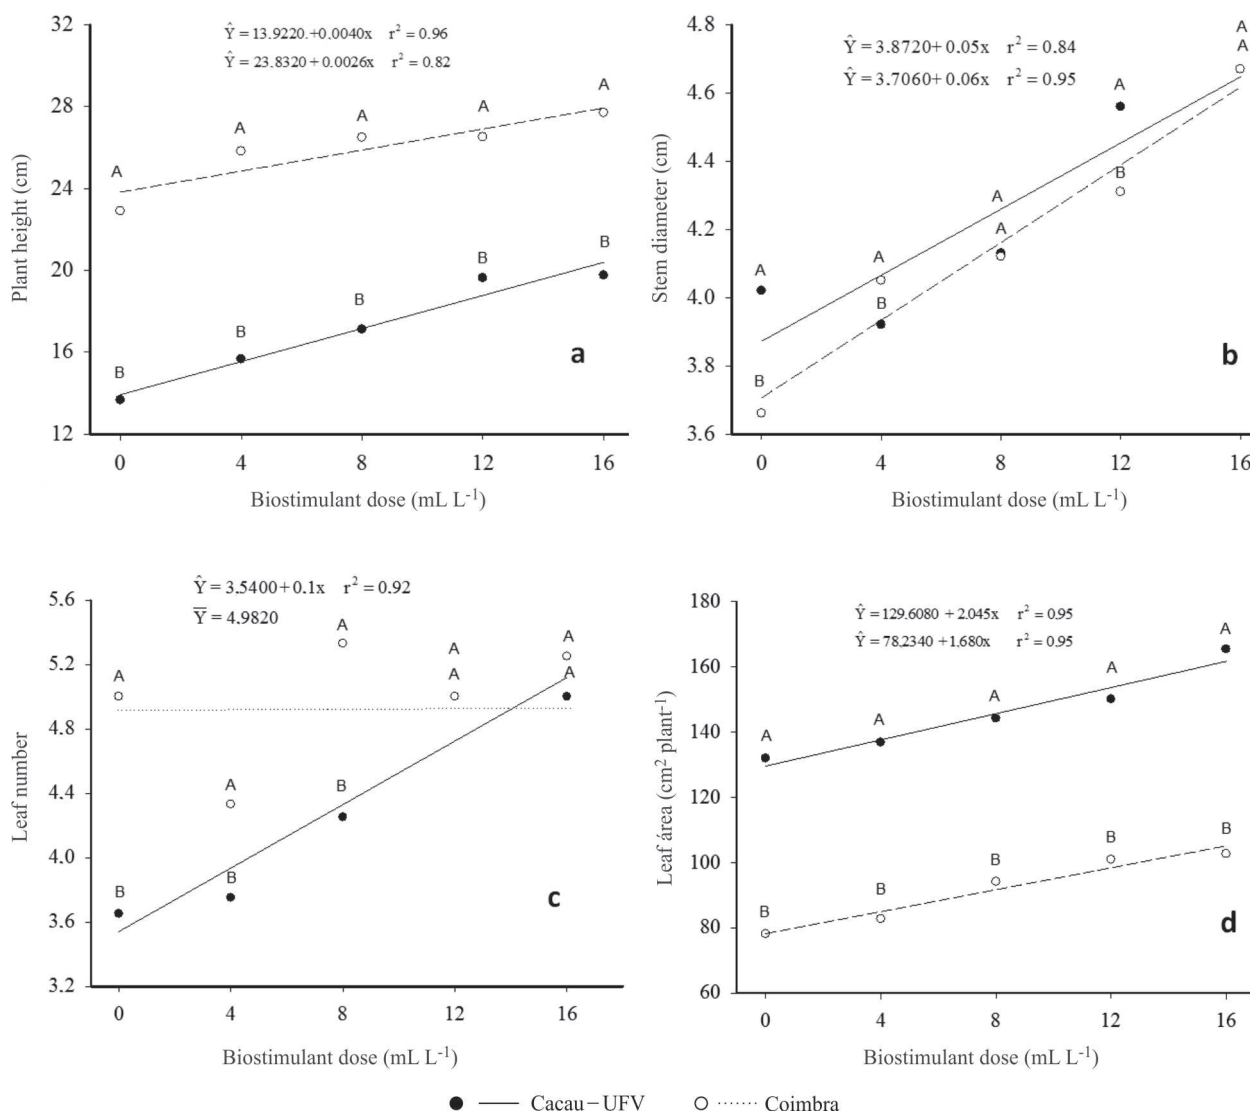 Ŷ = 13.9220.+0.0040x r² = 0.96
Ŷ = 23.8320 + 0.0026x r² = 0.82
32
28
24
20
16
12
Plant height (cm)
A
A
A
A
A
B
B
B
B
B
a
0 4 8 12 16
Biostimulant dose (mL L⁻¹)
Ŷ = 3.8720+ 0.05x r² = 0.84
Ŷ = 3.7060+ 0.06x r² = 0.95
4.8
4.6
4.4
4.2
4.0
3.8
3.6
Stem diameter (cm)
A
A
A
A
A
A
A
B
B
B
b
0 4 8 12 16
Biostimulant dose (mL L⁻¹)
Ŷ = 3.5400+0.1x r² = 0.92
Y̅ = 4.9820
5.6
5.2
4.8
4.4
4.0
3.6
3.2
Leaf number
A
A
A
A
A
A
A
B
B
B
c
0 4 8 12 16
Biostimulant dose (mL L⁻¹)
Ŷ = 129.6080 + 2.045x r² = 0.95
Ŷ = 78.2340 +1.680x r² = 0.95
180
160
140
120
100
80
60
Leaf área (cm² plant⁻¹)
A
A
A
A
A
B
B
B
B
B
d
0 4 8 12 16
Biostimulant dose (mL L⁻¹)
Cacau−UFV Coimbra